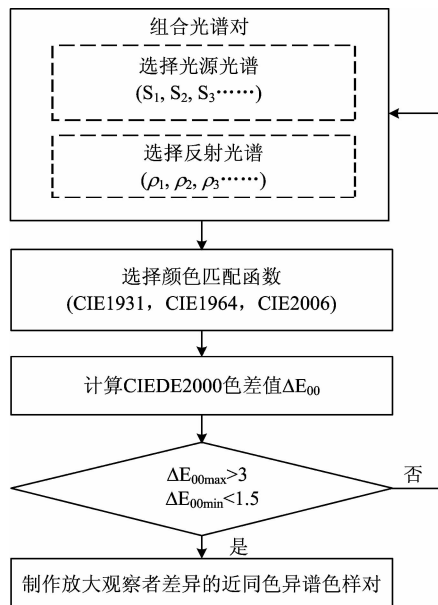 组合光谱对
选择光源光谱
(S₁, S₂, S₃……)
选择反射光谱
(ρ₁, ρ₂, ρ₃……)
选择颜色匹配函数
(CIE1931，CIE1964，CIE2006)
计算CIEDE2000色差值ΔE₀₀
ΔE₀₀max>3
ΔE₀₀min<1.5
否
是
制作放大观察者差异的近同色异谱色样对